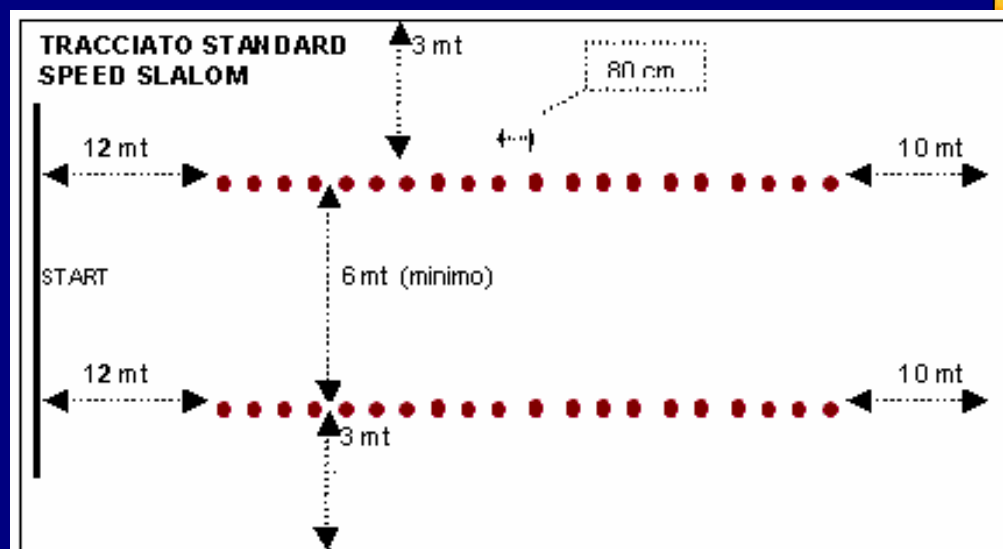 TRACCIATO STANDARD
SPEED SLALOM
3 mt
80 cm
12 mt
10 mt
START
6 mt (minimo)
12 mt
10 mt
3 mt